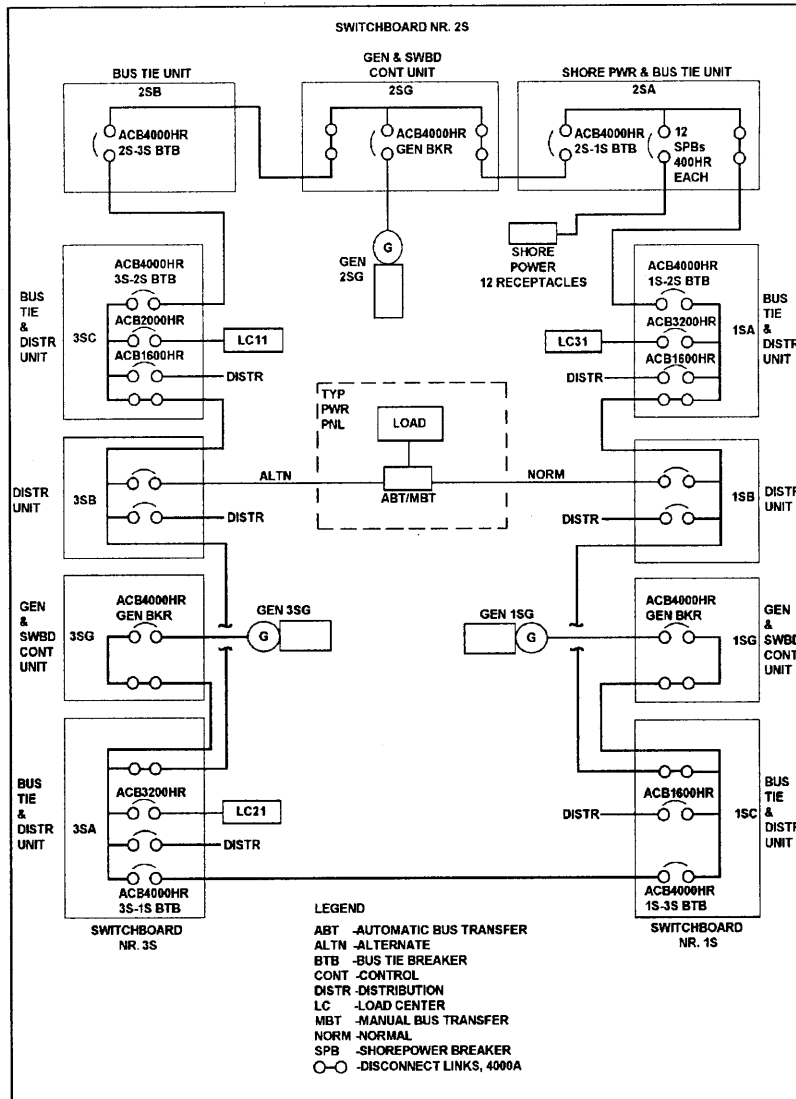 SWITCHBOARD NR. 2S
BUS TIE UNIT
2SB
GEN & SWBD
CONT UNIT
2SG
SHORE PWR & BUS TIE UNIT
2SA
ACB4000HR
2S-3S BTB
ACB4000HR
GEN BKR
ACB4000HR
2S-1S BTB
12
SPBs
400HR
EACH
G
GEN
2SG
SHORE
POWER
12 RECEPTACLES
BUS
TIE
&
DISTR
UNIT
3SC
ACB4000HR
3S-2S BTB
ACB2000HR
LC11
ACB1600HR
DISTR
ACB4000HR
1S-2S BTB
ACB3200HR
LC31
ACB1600HR
DISTR
1SA
BUS
TIE
&
DISTR
UNIT
TYP
PWR
PNL
LOAD
ABT/MBT
ALTN
NORM
DISTR
UNIT
3SB
DISTR
DISTR
1SB
DISTR
UNIT
GEN
&
SWBD
CONT
UNIT
3SG
ACB4000HR
GEN BKR
GEN 3SG
G
GEN 1SG
G
ACB4000HR
GEN BKR
1SG
GEN
&
SWBD
CONT
UNIT
BUS
TIE
&
DISTR
UNIT
3SA
ACB3200HR
LC21
DISTR
ACB4000HR
3S-1S BTB
SWITCHBOARD
NR. 3S
ACB1600HR
DISTR
1SC
ACB4000HR
1S-3S BTB
BUS
TIE
&
DISTR
UNIT
SWITCHBOARD
NR. 1S
LEGEND
ABT -AUTOMATIC BUS TRANSFER
ALTN -ALTERNATE
BTB -BUS TIE BREAKER
CONT -CONTROL
DISTR -DISTRIBUTION
LC -LOAD CENTER
MBT -MANUAL BUS TRANSFER
NORM -NORMAL
SPB -SHOREPOWER BREAKER
-DISCONNECT LINKS, 4000A